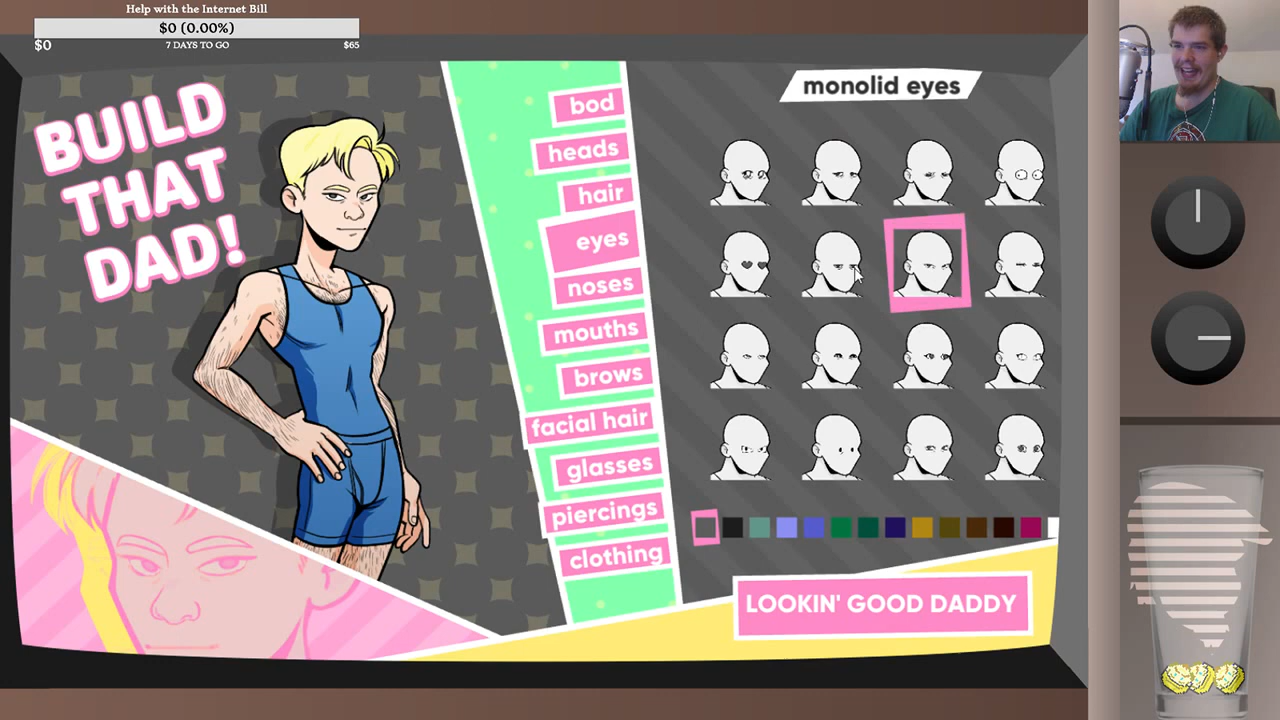 Help with the Internet Bill
$0 (0.00%)
$0
7 DAYS TO GO
$65
BUILD
THAT
DAD!
bod
heads
hair
eyes
noses
mouths
brows
facial hair
glasses
piercings
clothing
monolid eyes
LOOKIN' GOOD DADDY